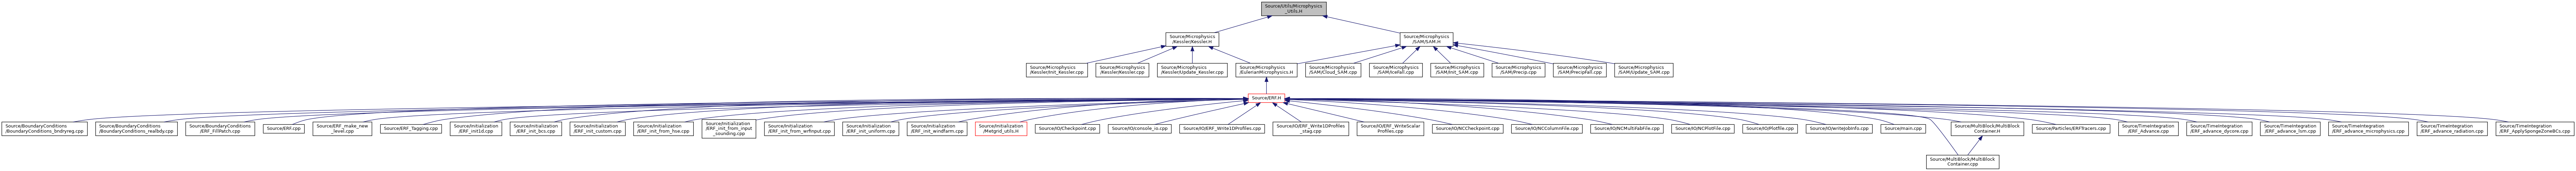 Source/Utils/Microphysics
_Utils.H
Source/Microphysics
/Kessler/Kessler.H
Source/Microphysics
/SAM/SAM.H
Source/Microphysics
/Kessler/Init_Kessler.cpp
Source/Microphysics
/Kessler/Kessler.cpp
Source/Microphysics
/Kessler/Update_Kessler.cpp
Source/Microphysics
/EulerianMicrophysics.H
Source/Microphysics
/SAM/Cloud_SAM.cpp
Source/Microphysics
/SAM/IceFall.cpp
Source/Microphysics
/SAM/Init_SAM.cpp
Source/Microphysics
/SAM/Precip.cpp
Source/Microphysics
/SAM/PrecipFall.cpp
Source/Microphysics
/SAM/Update_SAM.cpp
Source/ERF.H
Source/BoundaryConditions
/BoundaryConditions_bndryreg.cpp
Source/BoundaryConditions
/BoundaryConditions_realbdy.cpp
Source/BoundaryConditions
/ERF_FillPatch.cpp
Source/ERF.cpp
Source/ERF_make_new
_level.cpp
Source/ERF_Tagging.cpp
Source/Initialization
/ERF_init1d.cpp
Source/Initialization
/ERF_init_bcs.cpp
Source/Initialization
/ERF_init_custom.cpp
Source/Initialization
/ERF_init_from_hse.cpp
Source/Initialization
/ERF_init_from_input
_sounding.cpp
Source/Initialization
/ERF_init_from_wrfinput.cpp
Source/Initialization
/ERF_init_uniform.cpp
Source/Initialization
/ERF_init_windfarm.cpp
Source/Initialization
/Metgrid_utils.H
Source/IO/Checkpoint.cpp
Source/IO/console_io.cpp
Source/IO/ERF_Write1DProfiles.cpp
Source/IO/ERF_Write1DProfiles
_stag.cpp
Source/IO/ERF_WriteScalar
Profiles.cpp
Source/IO/NCCheckpoint.cpp
Source/IO/NCColumnFile.cpp
Source/IO/NCMultiFabFile.cpp
Source/IO/NCPlotFile.cpp
Source/IO/Plotfile.cpp
Source/IO/writeJobInfo.cpp
Source/main.cpp
Source/MultiBlock/MultiBlock
Container.H
Source/Particles/ERFTracers.cpp
Source/TimeIntegration
/ERF_Advance.cpp
Source/TimeIntegration
/ERF_advance_dycore.cpp
Source/TimeIntegration
/ERF_advance_lsm.cpp
Source/TimeIntegration
/ERF_advance_microphysics.cpp
Source/TimeIntegration
/ERF_advance_radiation.cpp
Source/TimeIntegration
/ERF_ApplySpongeZoneBCs.cpp
Source/MultiBlock/MultiBlock
Container.cpp